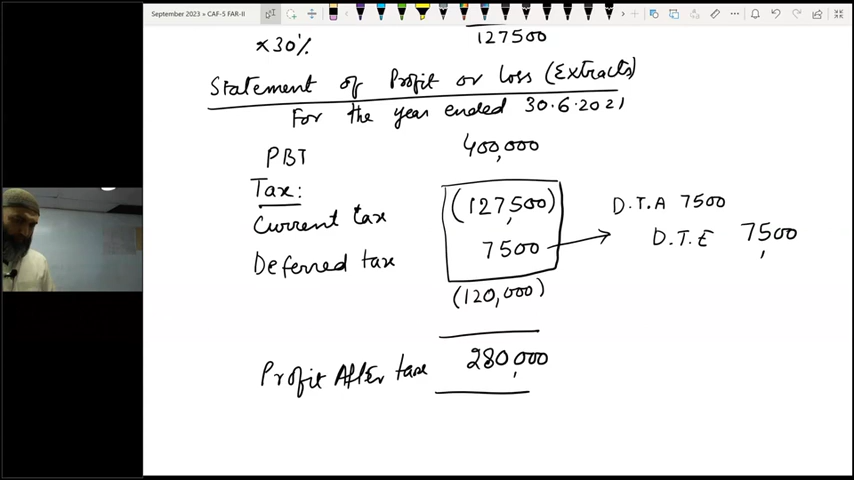 September 2023 » CAF-5 FAR-II
×30%
127500
Statement of Profit or Loss (Extracts)
For the year ended 30.6.2021
PBT 400,000
Tax:
Current tax (127,500) D.T.A 7500
Deferred tax 7500 → D.T.E 7500
(120,000)
Profit After tax 280,000